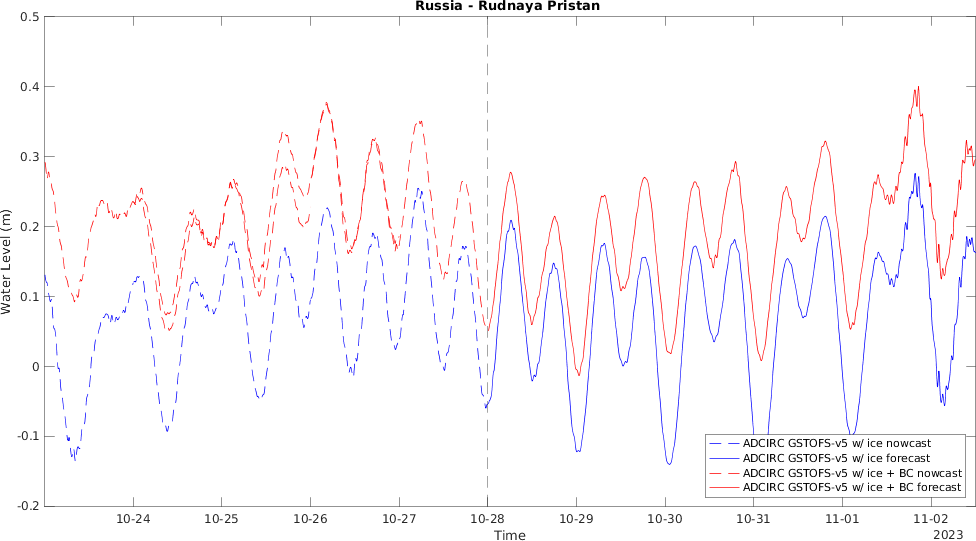 Russia - Rudnaya Pristan
0.5
0.4
0.3
0.2
0.1
0
-0.1
-0.2
Water Level (m)
ADCIRC GSTOFS-v5 w/ ice nowcast
ADCIRC GSTOFS-v5 w/ ice forecast
ADCIRC GSTOFS-v5 w/ ice + BC nowcast
ADCIRC GSTOFS-v5 w/ ice + BC forecast
10-24 10-25 10-26 10-27 10-28 10-29 10-30 10-31 11-01 11-02
Time
2023